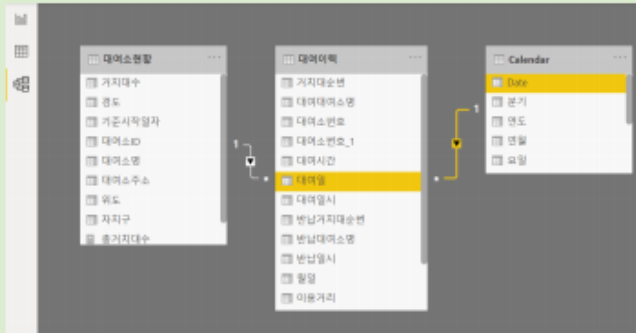 대여소현황
거치대수
경도
기준시작일자
대여소ID
대여소명
대여소주소
위도
자치구
총거치대수
1
*
대여이력
거치대순번
대여대여소명
대여소번호
대여소번호_1
대여시간
대여일
대여일시
반납거치대순번
반납대여소명
반납일시
월일
이용거리
1
*
Calendar
Date
분기
연도
연월
요일